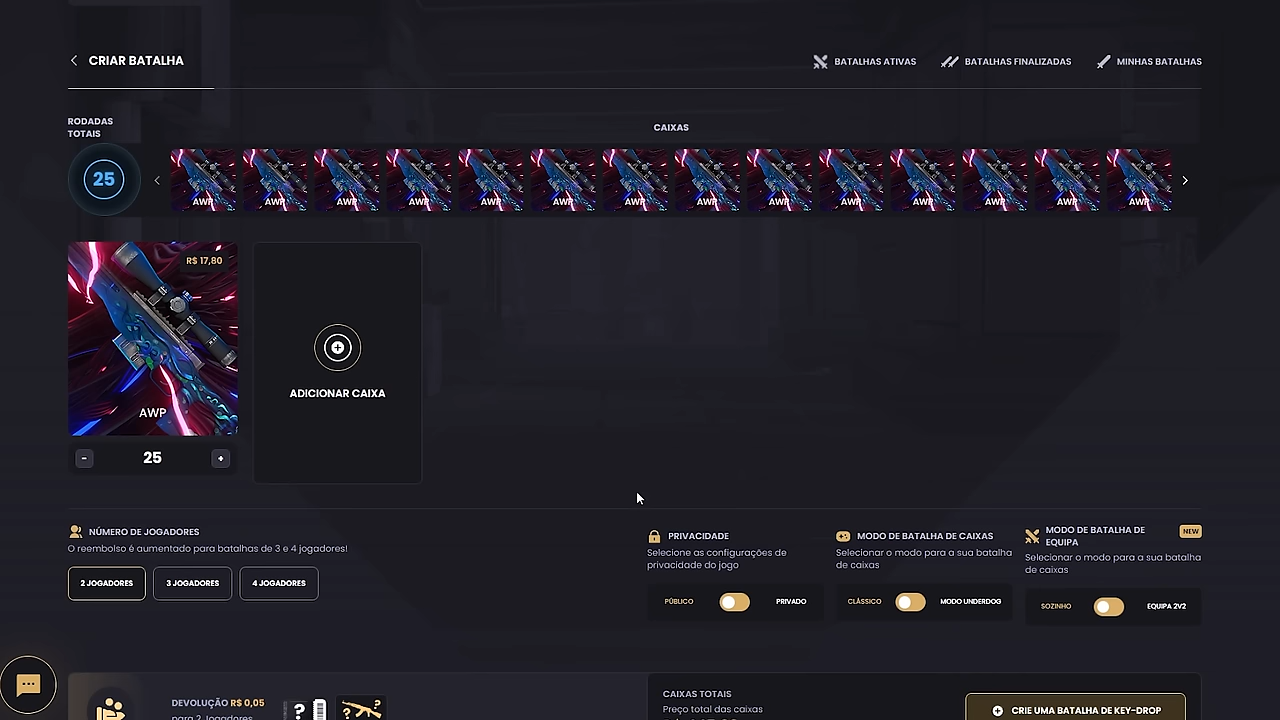 CRIAR BATALHA
BATALHAS ATIVAS
BATALHAS FINALIZADAS
MINHAS BATALHAS
RODADAS
TOTAIS
CAIXAS
25
AWP AWP AWP AWP AWP AWP AWP AWP AWP AWP AWP AWP AWP AWP
R$ 17,80
AWP
- 25 +
ADICIONAR CAIXA
NÚMERO DE JOGADORES
O reembolso é aumentado para batalhas de 3 e 4 jogadores!
2 JOGADORES
3 JOGADORES
4 JOGADORES
PRIVACIDADE
Selecione as configurações de
privacidade do jogo
PÚBLICO
PRIVADO
MODO DE BATALHA DE CAIXAS
Selecionar o modo para a sua batalha
de caixas
CLÁSSICO
MODO UNDERDOG
MODO DE BATALHA DE
EQUIPA
NEW
Selecionar o modo para a sua batalha
de caixas
SOZINHO
EQUIPA 2V2
DEVOLUÇÃO R$ 0,05
para 2 Jogadores
? ? ?
CAIXAS TOTAIS
Preço total das caixas
CRIE UMA BATALHA DE KEY-DROP